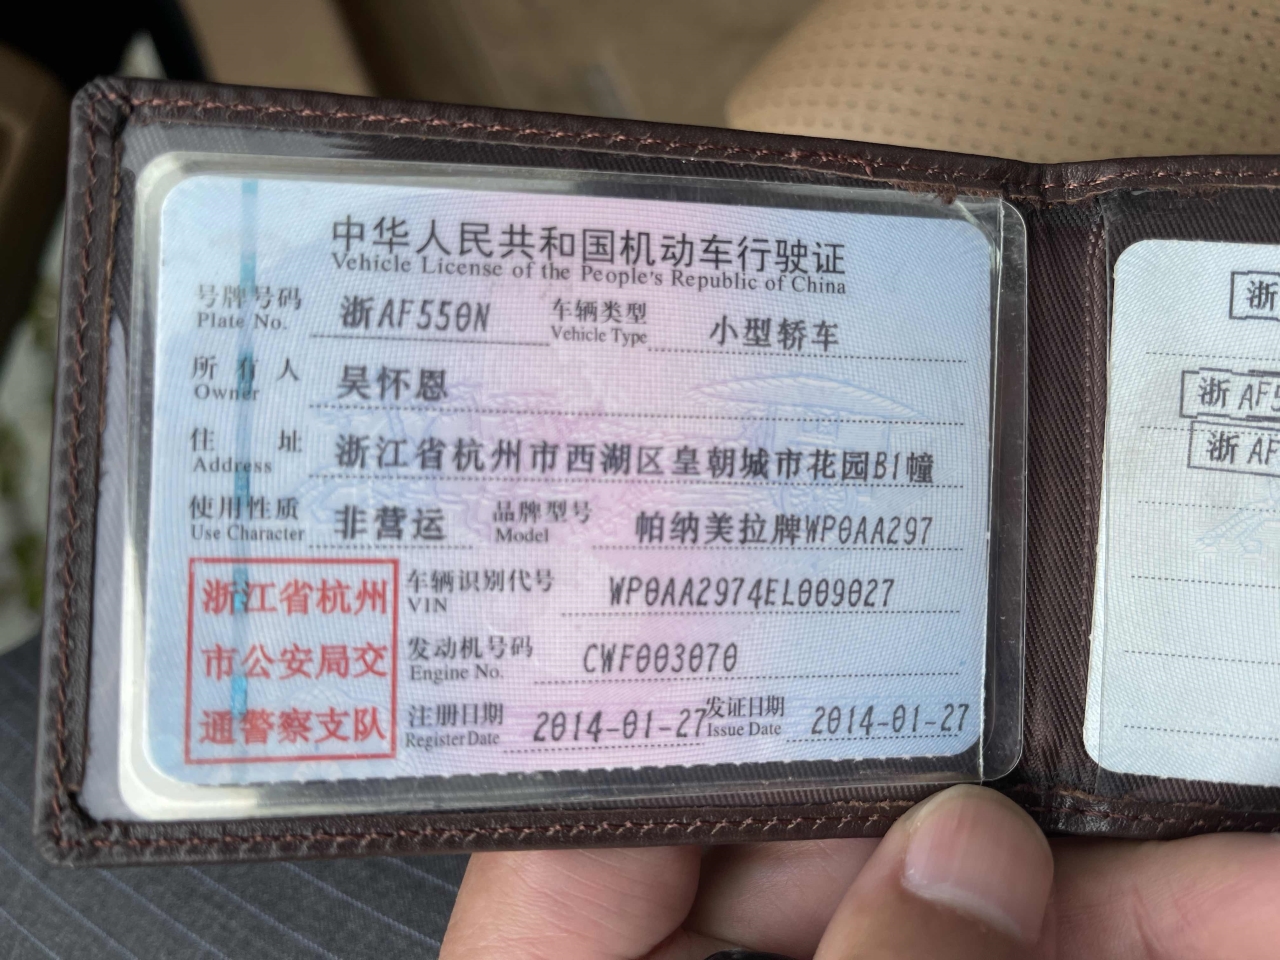 中华人民共和国机动车行驶证
Vehicle License of the People's Republic of China
号牌号码 浙AF550N 车辆类型 小型轿车
Plate No. Vehicle Type
所有人 吴怀恩
Owner
住址 浙江省杭州市西湖区皇朝城市花园B1幢
Address
使用性质 非营运 品牌型号 帕纳美拉牌WP0AA297
Use Character Model
浙江省杭州
市公安局交
通警察支队
车辆识别代号 WP0AA2974EL009027
VIN
发动机号码 CWF003070
Engine No.
注册日期 2014-01-27 发证日期 2014-01-27
Register Date Issue Date
浙
浙AF5
浙AF